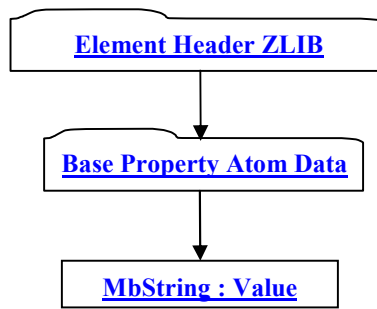 Element Header ZLIB
Base Property Atom Data
MbString : Value